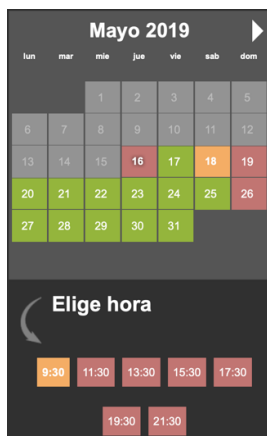 Mayo 2019
lun mar mie jue vie sab dom
1 2 3 4 5
6 7 8 9 10 11 12
13 14 15 16 17 18 19
20 21 22 23 24 25 26
27 28 29 30 31
Elige hora
9:30 11:30 13:30 15:30 17:30
19:30 21:30